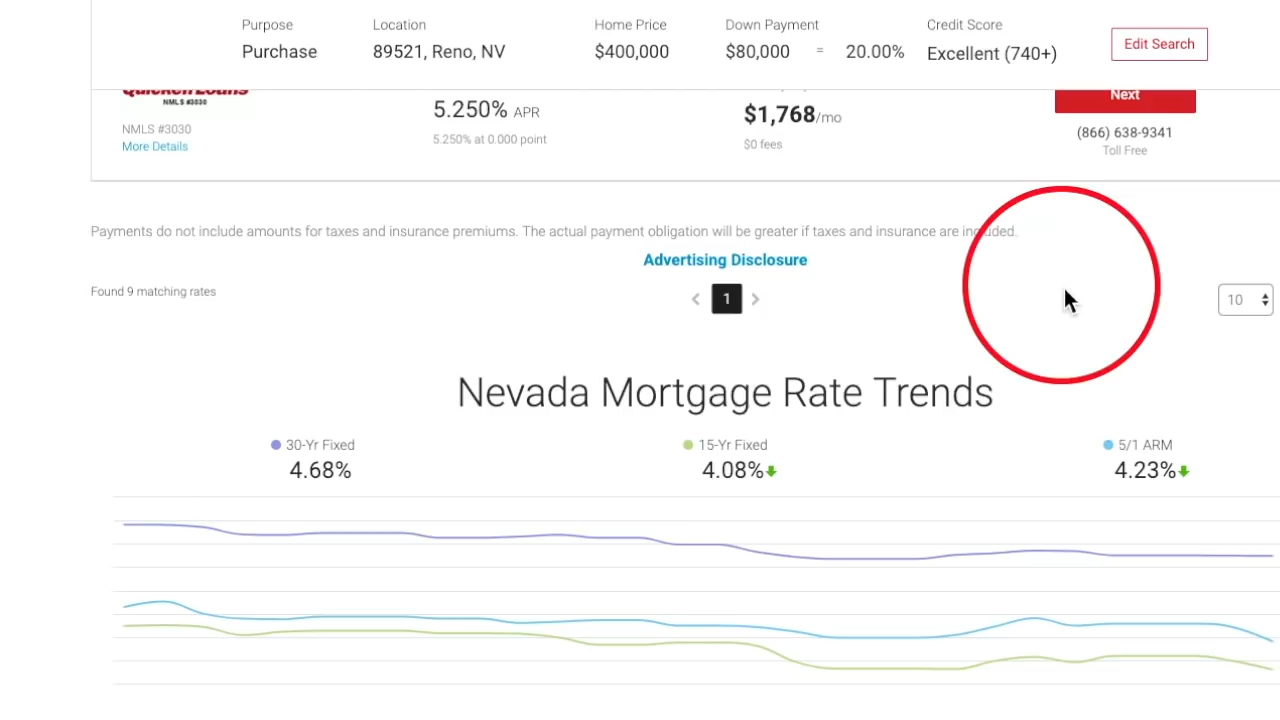 Purpose Location Home Price Down Payment Credit Score
Purchase 89521, Reno, NV $400,000 $80,000 = 20.00% Excellent (740+) Edit Search
Quicken Loans Next
NMLS #3030 5.250% APR $1,768/mo
NMLS #3030 5.250% at 0.000 point $0 fees (866) 638-9341
More Details Toll Free
Payments do not include amounts for taxes and insurance premiums. The actual payment obligation will be greater if taxes and insurance are included.
Advertising Disclosure
Found 9 matching rates < 1 > 10
Nevada Mortgage Rate Trends
30-Yr Fixed 15-Yr Fixed 5/1 ARM
4.68% 4.08% 4.23%